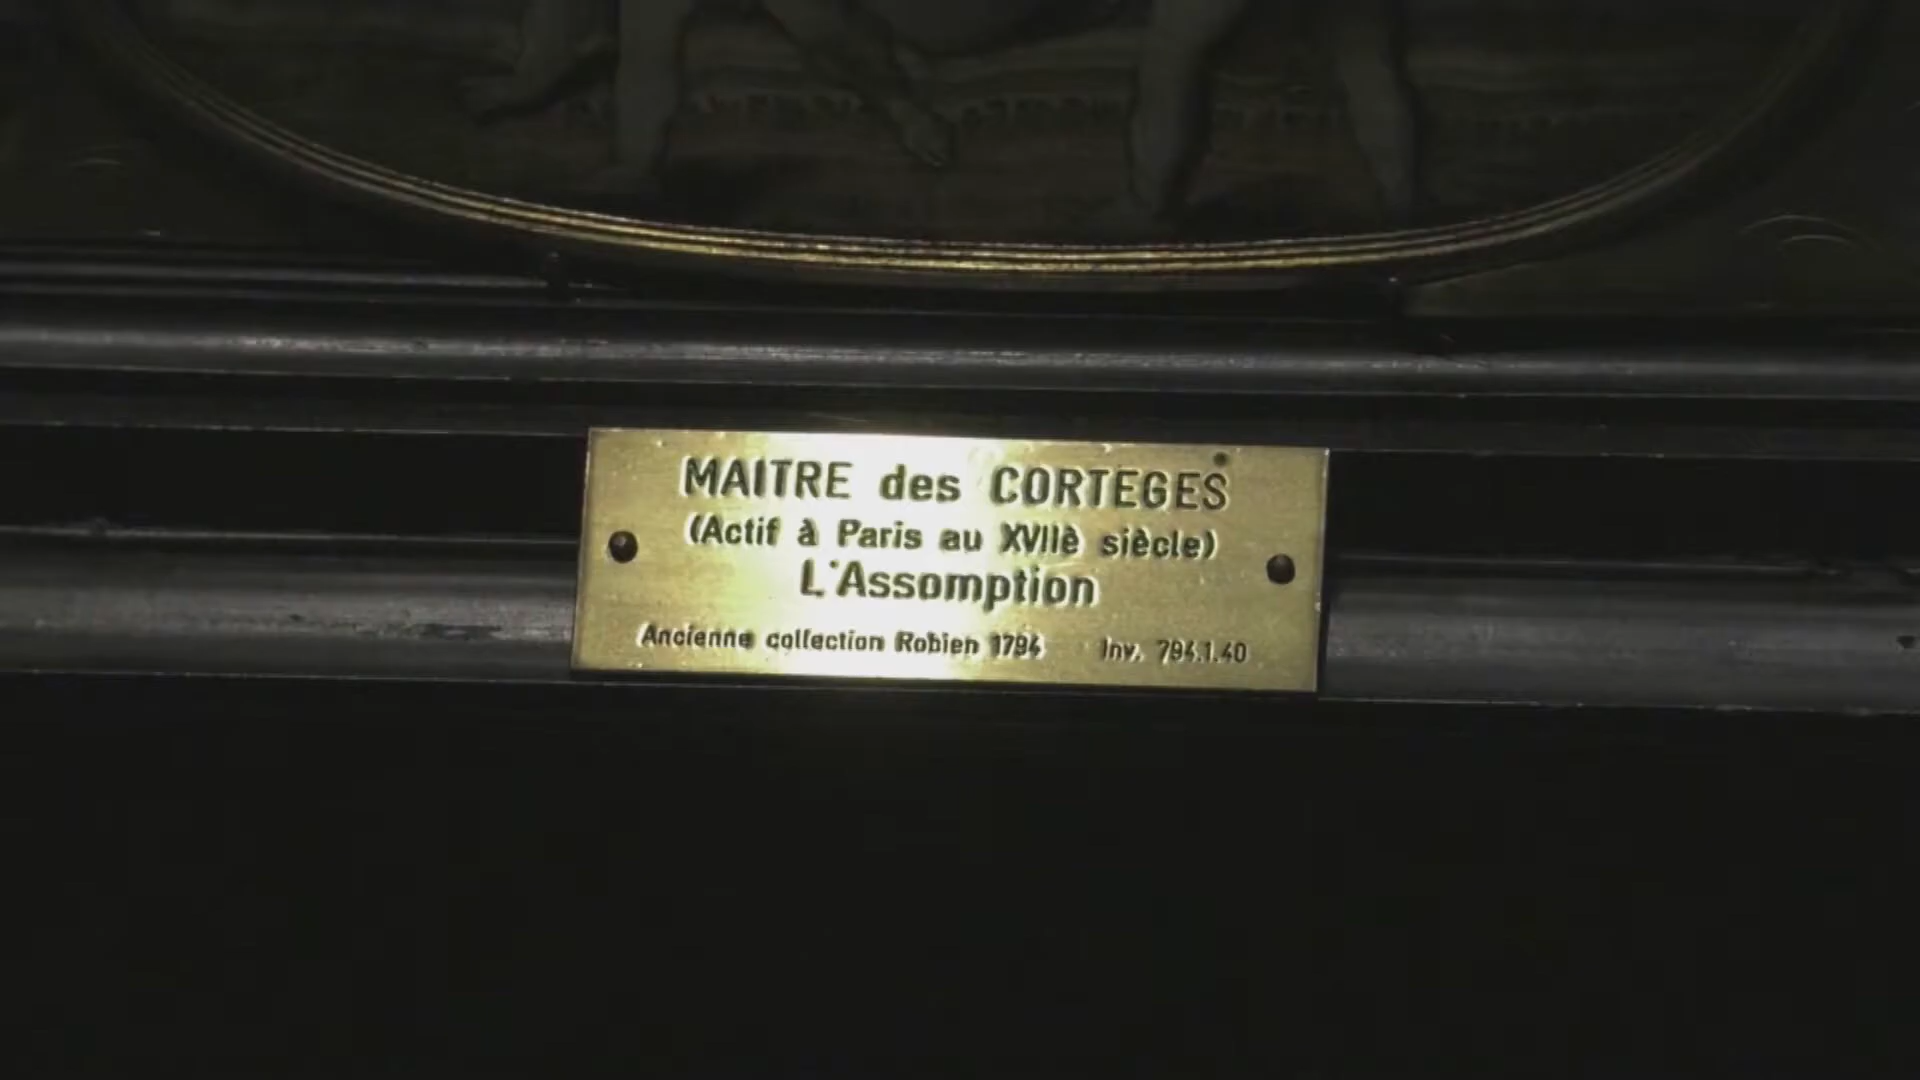 MAITRE des CORTEGES
(Actif à Paris au XVIIè siècle)
L'Assomption
Ancienne collection Robien 1794 Inv. 794.1.40